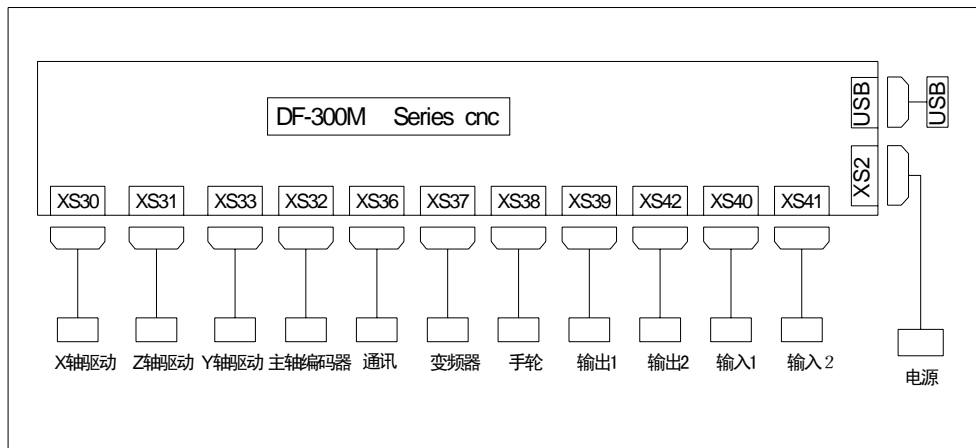 DF-300M Series cnc
USB
USB
XS2
XS30 XS31 XS33 XS32 XS36 XS37 XS38 XS39 XS42 XS40 XS41
X轴驱动 Z轴驱动 Y轴驱动 主轴编码器 通讯 变频器 手轮 输出1 输出2 输入1 输入2
电源